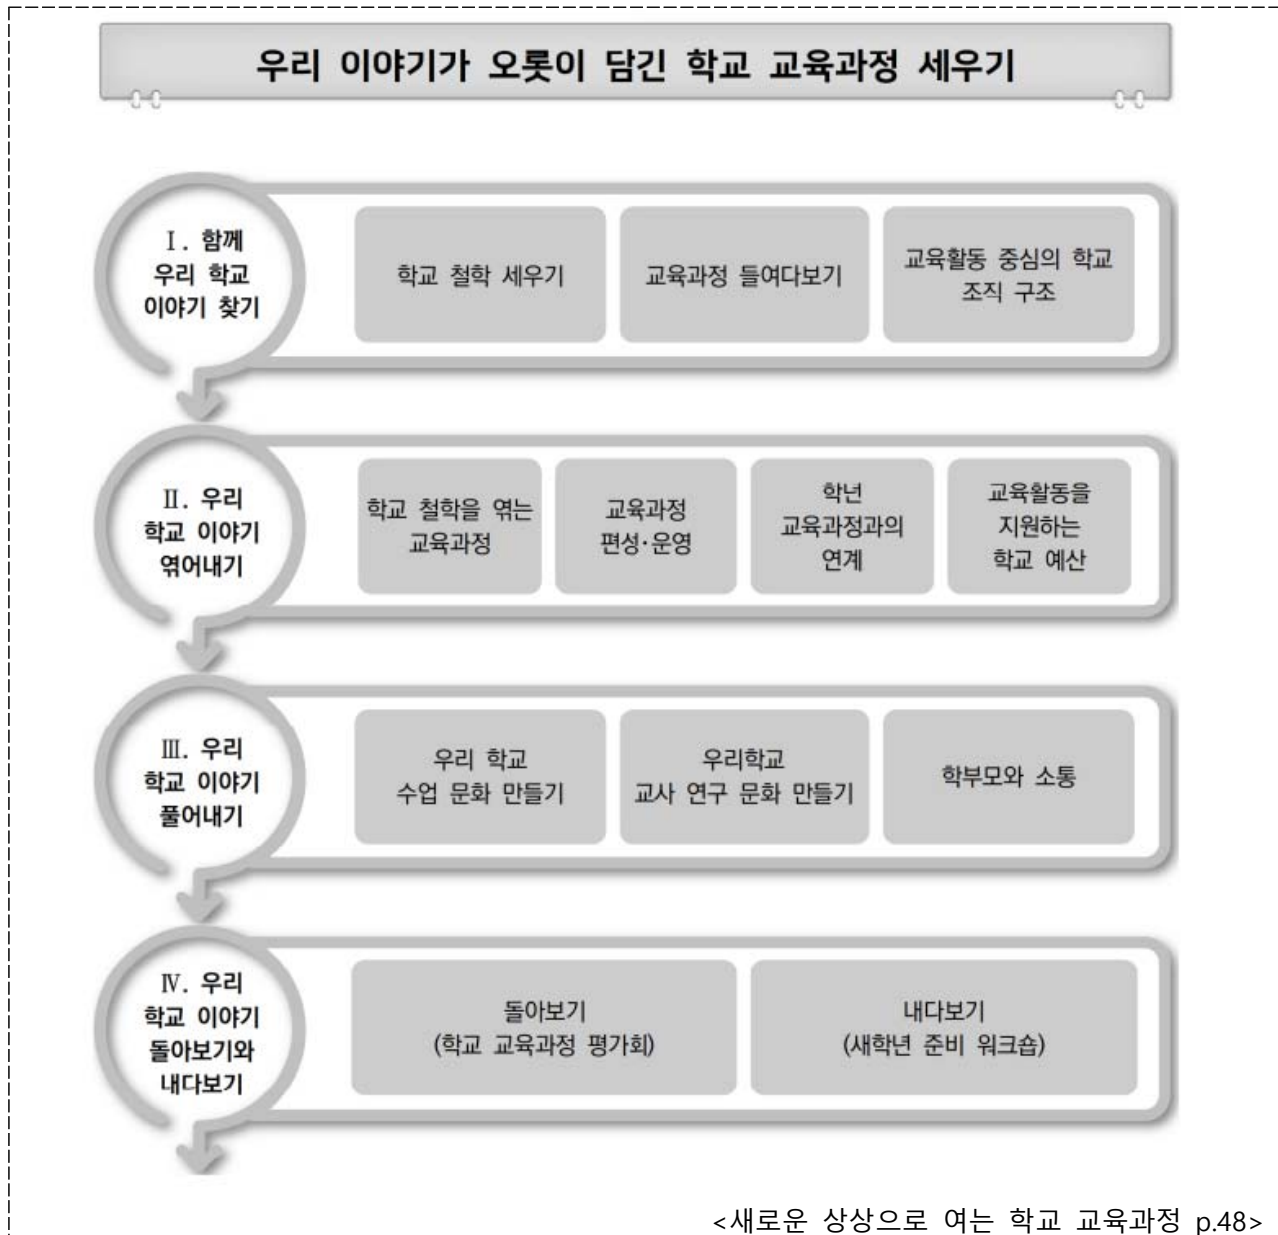 우리 이야기가 오롯이 담긴 학교 교육과정 세우기
Ⅰ. 함께
우리 학교
이야기 찾기
학교 철학 세우기
교육과정 들여다보기
교육활동 중심의 학교
조직 구조
Ⅱ. 우리
학교 이야기
엮어내기
학교 철학을 엮는
교육과정
교육과정
편성·운영
학년
교육과정과의
연계
교육활동을
지원하는
학교 예산
Ⅲ. 우리
학교 이야기
풀어내기
우리 학교
수업 문화 만들기
우리학교
교사 연구 문화 만들기
학부모와 소통
Ⅳ. 우리
학교 이야기
돌아보기와
내다보기
돌아보기
(학교 교육과정 평가회)
내다보기
(새학년 준비 워크숍)
<새로운 상상으로 여는 학교 교육과정 p.48>